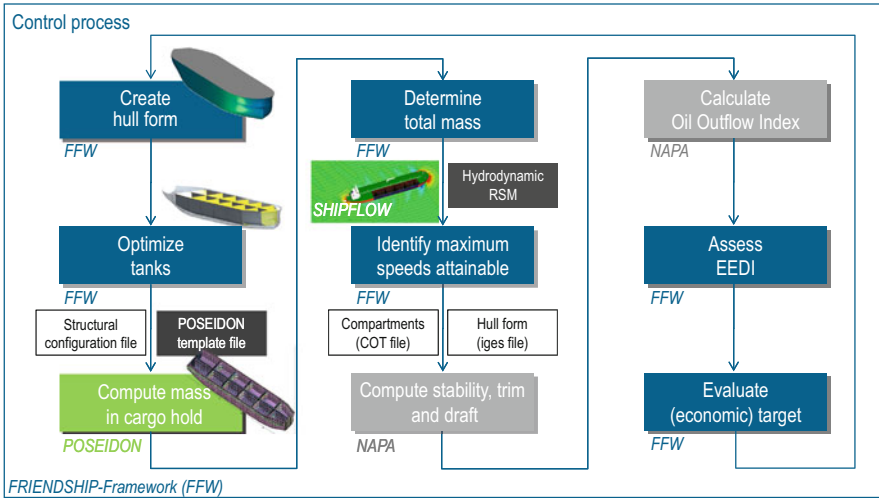 Control process
Create
hull form
FFW
Optimize
tanks
FFW
Structural
configuration file
POSEIDON
template file
Compute mass
in cargo hold
POSEIDON
Determine
total mass
FFW
SHIPFLOW
Hydrodynamic
RSM
Identify maximum
speeds attainable
FFW
Compartments
(COT file)
Hull form
(iges file)
Compute stability, trim
and draft
NAPA
Calculate
Oil Outflow Index
NAPA
Assess
EEDI
FFW
Evaluate
(economic) target
FFW
FRIENDSHIP-Framework (FFW)